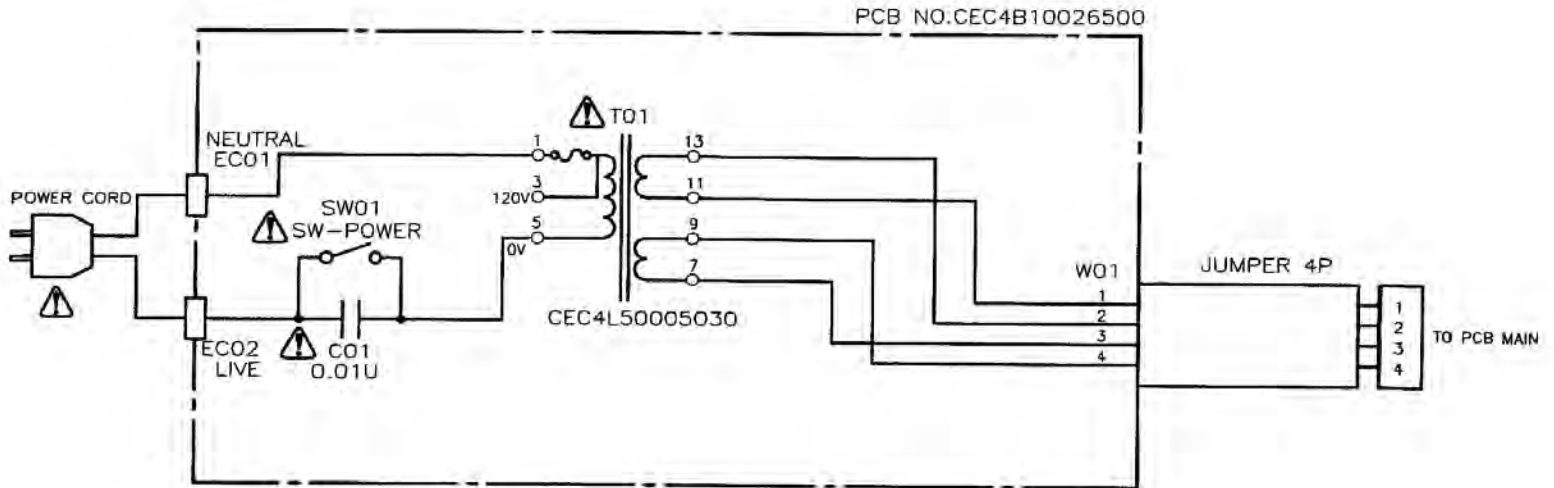 PCB NO:CEC4B10026500
T01
NEUTRAL
EC01
1
13
POWER CORD
3
120V
11
SW01
SW-POWER
5
0V
9
7
W01
JUMPER 4P
1
2
3
4
1
2
3
4
TO PCB MAIN
CEC4L50005030
EC02
LIVE
C01
0.01U